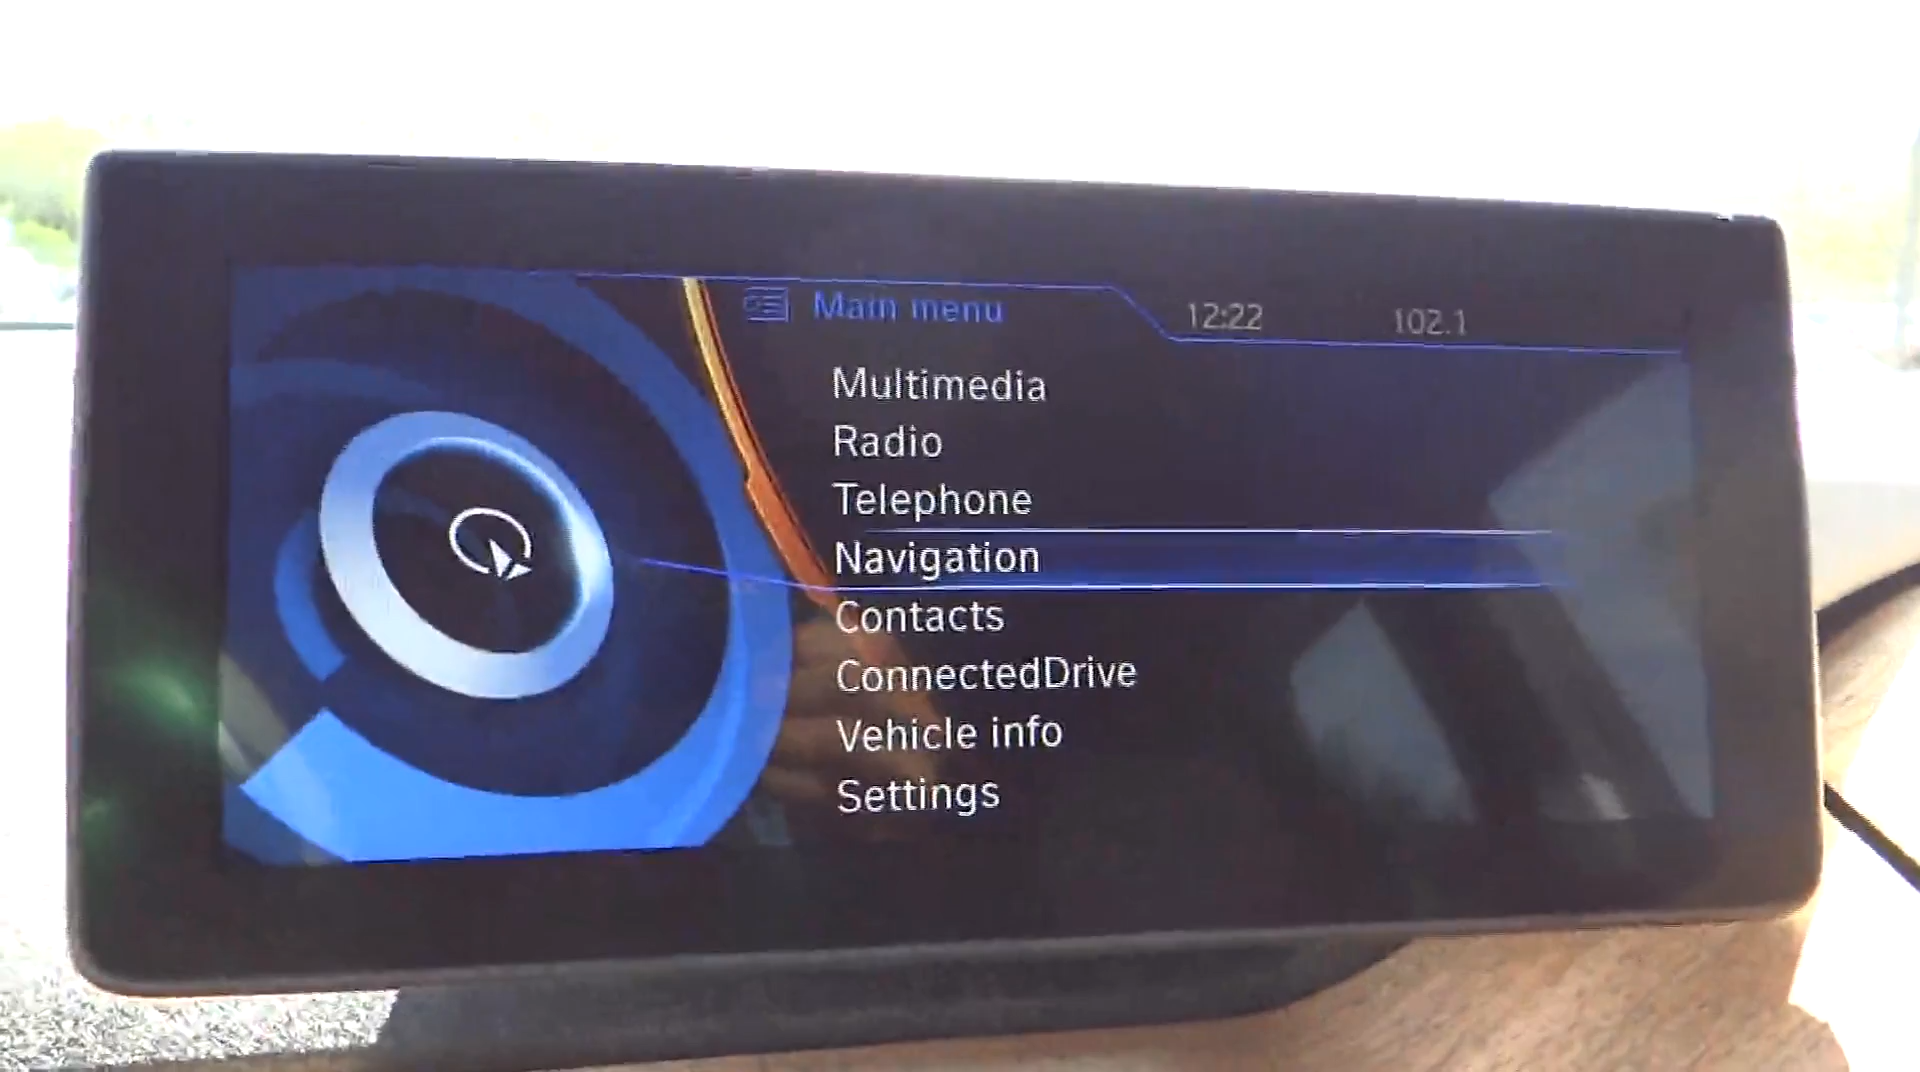 Main menu
12:22
102.1
Multimedia
Radio
Telephone
Navigation
Contacts
ConnectedDrive
Vehicle info
Settings